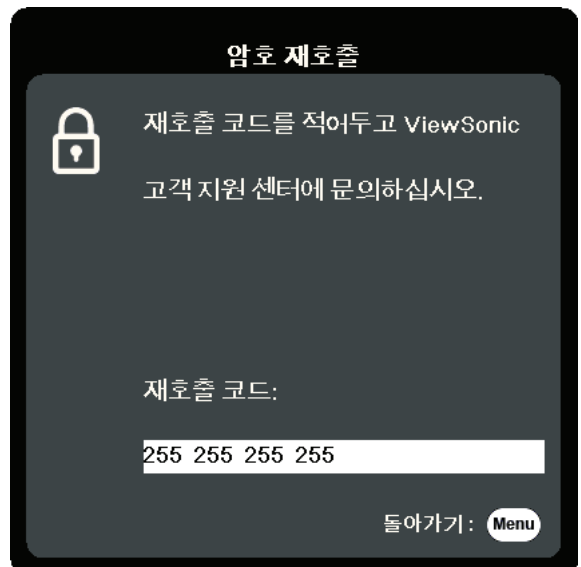 암호 재호출
재호출 코드를 적어두고 ViewSonic
고객 지원 센터에 문의하십시오.
재호출 코드:
255 255 255 255
돌아가기: Menu